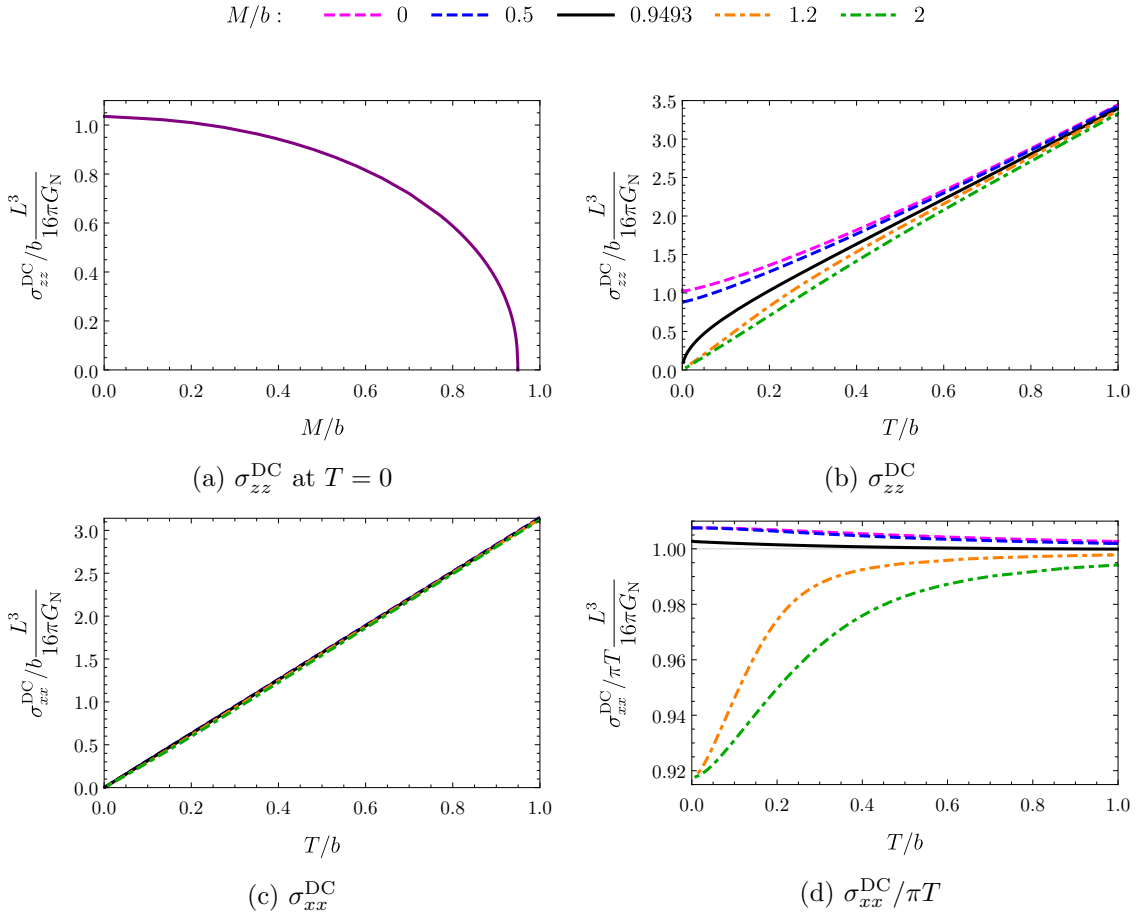 M/b : 0 0.5 0.9493 1.2 2
σ_zz^DC/b L³/16πG_N
1.0
0.8
0.6
0.4
0.2
0.0
0.0 0.2 0.4 0.6 0.8 1.0
M/b
(a) σ_zz^DC at T = 0
σ_zz^DC/b L³/16πG_N
3.5
3.0
2.5
2.0
1.5
1.0
0.5
0.0
0.0 0.2 0.4 0.6 0.8 1.0
T/b
(b) σ_zz^DC
σ_xx^DC/b L³/16πG_N
3.0
2.5
2.0
1.5
1.0
0.5
0.0
0.0 0.2 0.4 0.6 0.8 1.0
T/b
(c) σ_xx^DC
σ_xx^DC/πT L³/16πG_N
1.00
0.98
0.96
0.94
0.92
0.0 0.2 0.4 0.6 0.8 1.0
T/b
(d) σ_xx^DC/πT